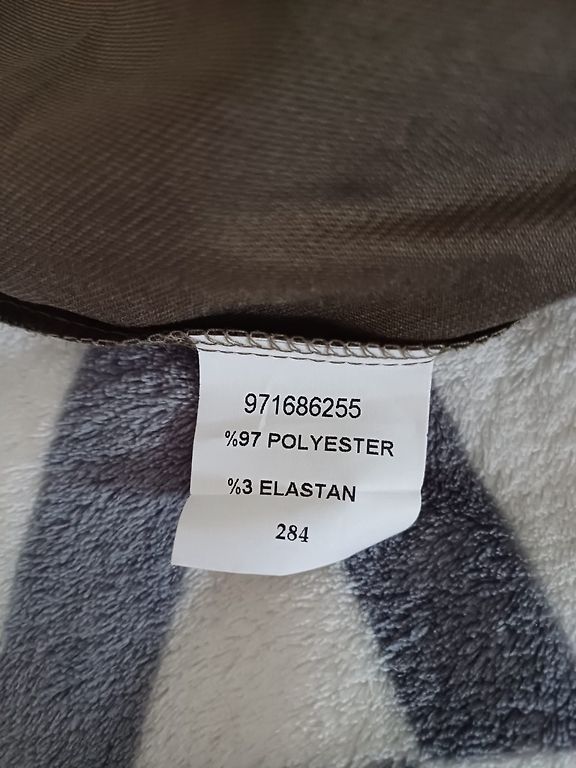 971686255
%97 POLYESTER
%3 ELASTAN
284